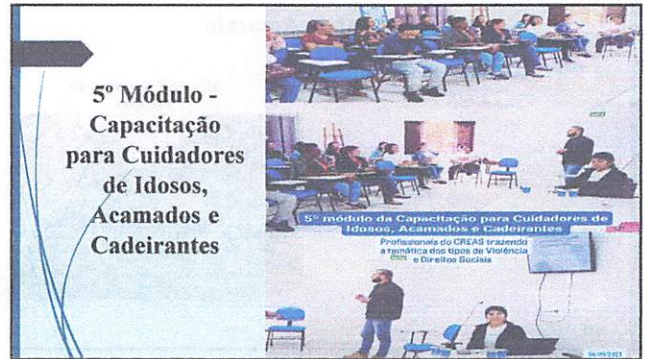 5º Módulo -
Capacitação
para Cuidadores
de Idosos,
Acamados e
Cadeirantes
5º módulo da Capacitação para Cuidadores de
Idosos, Acamados e Cadeirantes
Profissionais do CREAS trazendo
a temática dos tipos de Violência
e Direitos Sociais